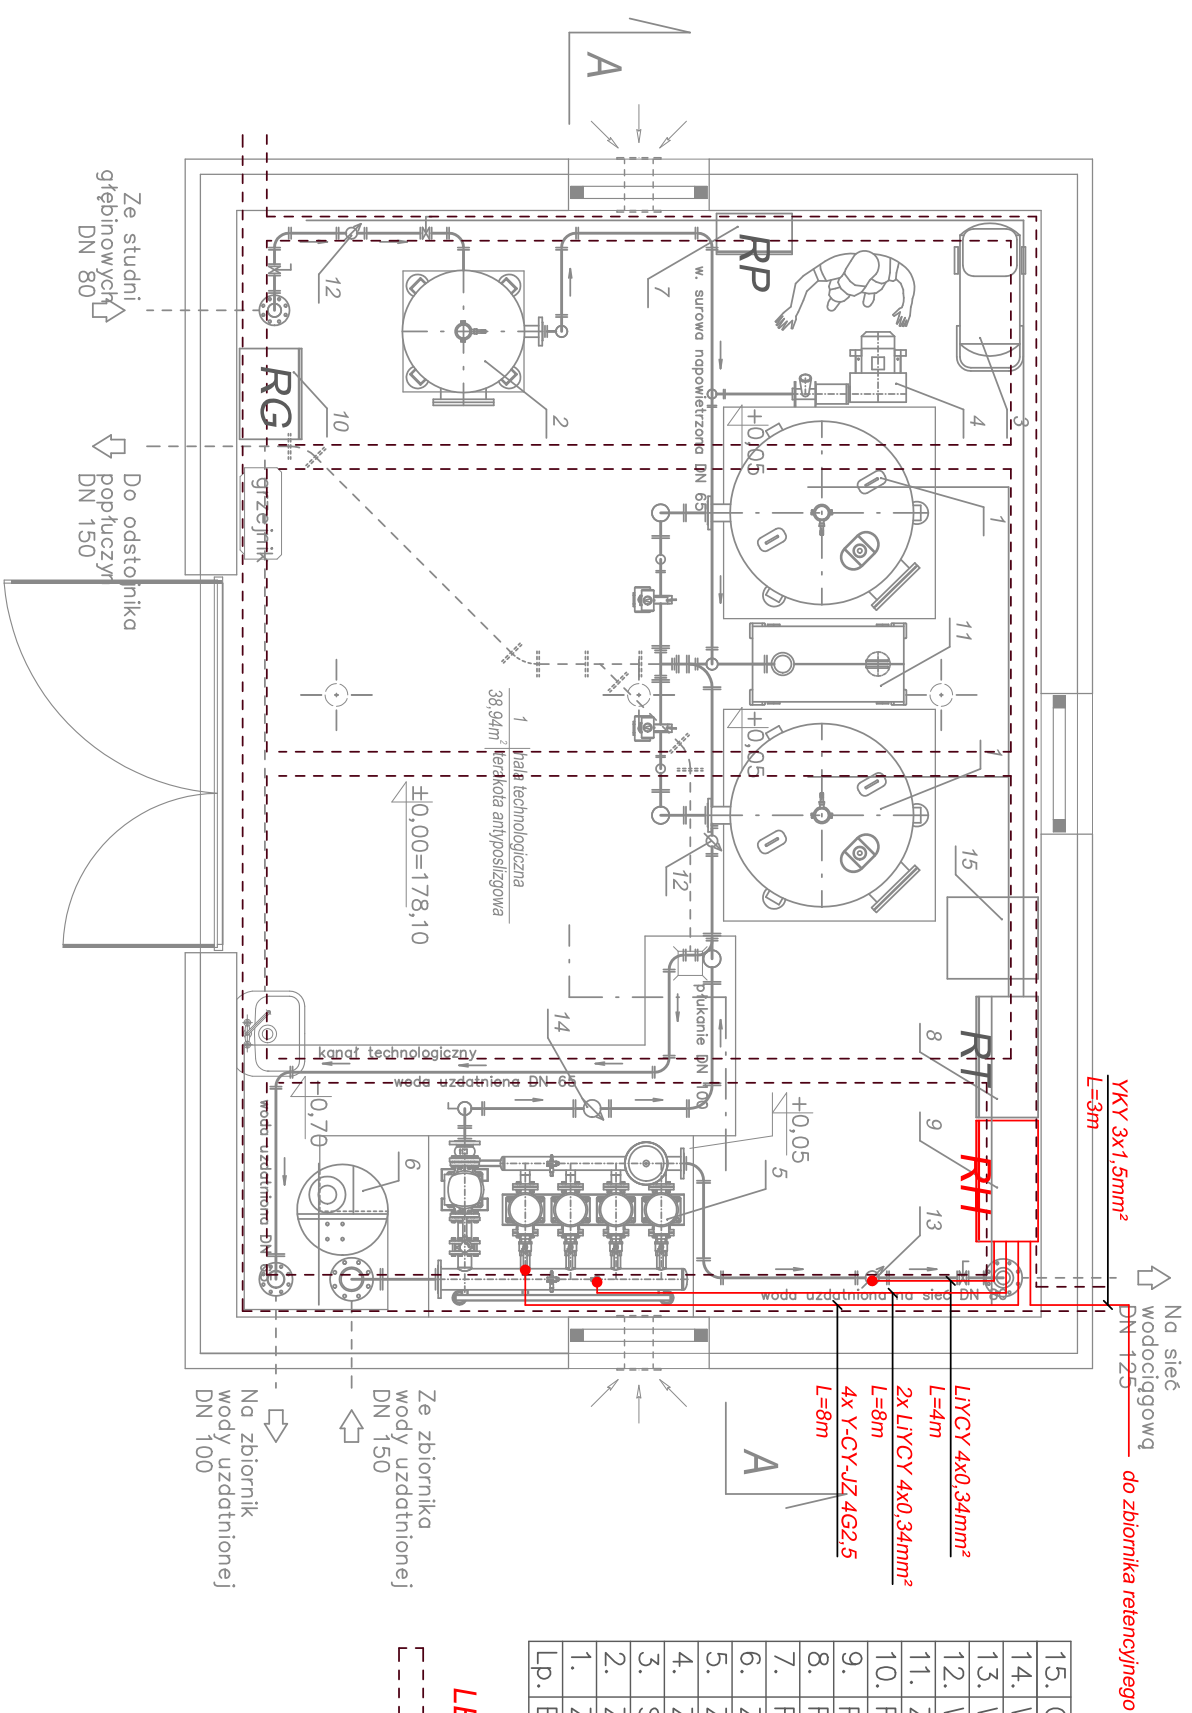 A
Ze studni
głębinowych
DN 80
Do odstojnika
popłuczyn
DN 150
RG
10
grzejnik
12
2
7
RP
w. surowa napowietrzona DN 65
3
4
+0,05
1
11
+0,05
1
15
12
1 hala technologiczna
38,94m² terakota antypoślizgowa
±0,00=178,10
płukanie DN 100
14
kanał technologiczny
woda uzdatniona DN 65
woda uzdatniona DN
-0,70
6
+0,05
5
13
8
RT
9
RH
woda uzdatniona na sieć DN 80
YKY 3x1,5mm²
L=3m
Na sieć
wodociągową
DN 125
do zbiornika retencyjnego
LiYCY 4x0,34mm²
L=4m
2x LiYCY 4x0,34mm²
L=8m
4x Y-CY-JZ 4G2,5
L=8m
A
Ze zbiornika
wody uzdatnionej
DN 150
Na zbiornik
wody uzdatnionej
DN 100
15.
14.
13.
12.
11.
10.
9.
8.
7.
6.
5.
4.
3.
2.
1.
Lp.
LE